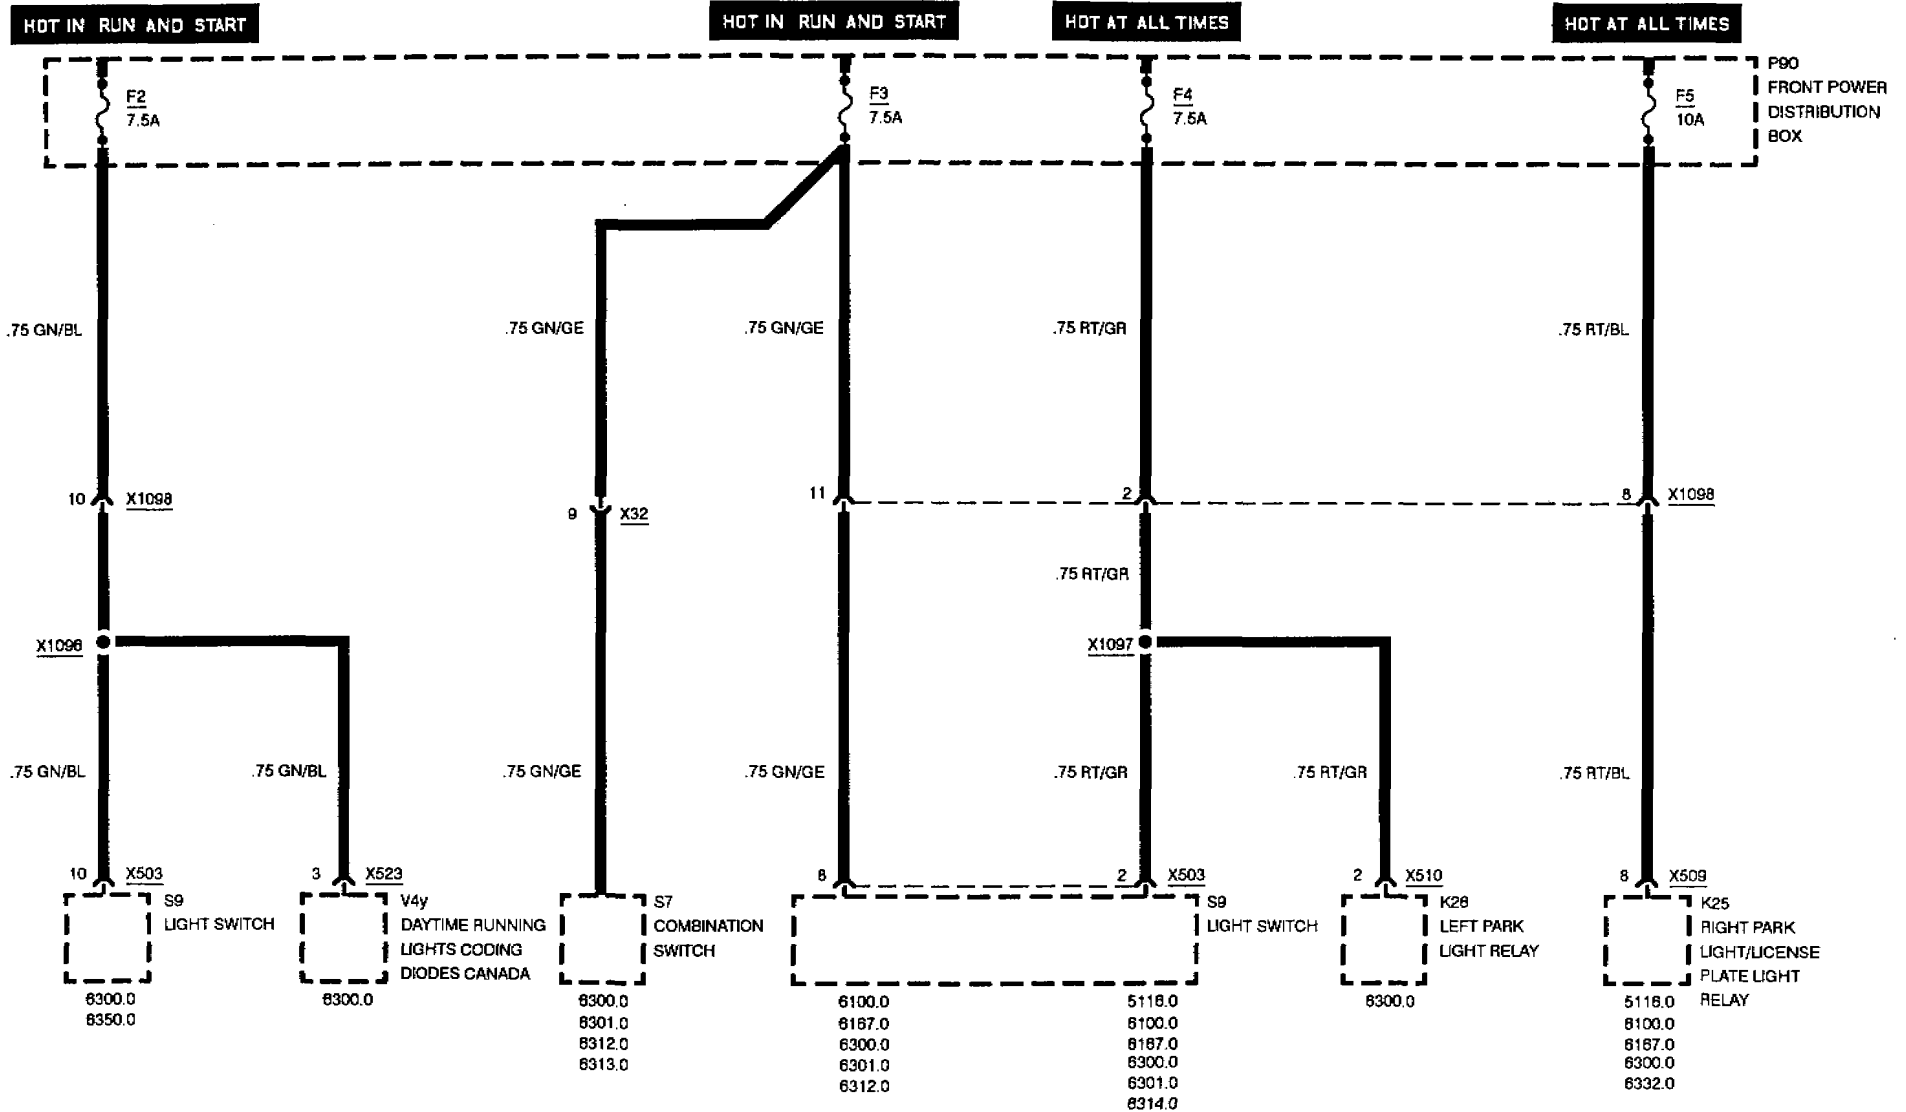 HOT IN RUN AND START
HOT IN RUN AND START
HOT AT ALL TIMES
HOT AT ALL TIMES
F2
7.5A
F3
7.5A
F4
7.5A
F5
10A
P90
FRONT POWER
DISTRIBUTION
BOX
.75 GN/BL
.75 GN/GE
.75 GN/GE
.75 RT/GR
.75 RT/BL
10
X1098
9
X32
11
2
8
X1098
.75 RT/GR
X1096
X1097
.75 GN/BL
.75 GN/BL
.75 GN/GE
.75 GN/GE
.75 RT/GR
.75 RT/GR
.75 RT/BL
10
X503
3
X523
8
2
X503
2
X510
8
X509
S9
LIGHT SWITCH
V4y
DAYTIME RUNNING
LIGHTS CODING
DIODES CANADA
S7
COMBINATION
SWITCH
S9
LIGHT SWITCH
K26
LEFT PARK
LIGHT RELAY
K25
RIGHT PARK
LIGHT/LICENSE
PLATE LIGHT
RELAY
6300.0
6350.0
6300.0
6300.0
6301.0
6312.0
6313.0
6100.0
6167.0
6300.0
6301.0
6312.0
5116.0
6100.0
6167.0
6300.0
6301.0
6314.0
6300.0
5116.0
6100.0
6167.0
6300.0
6332.0